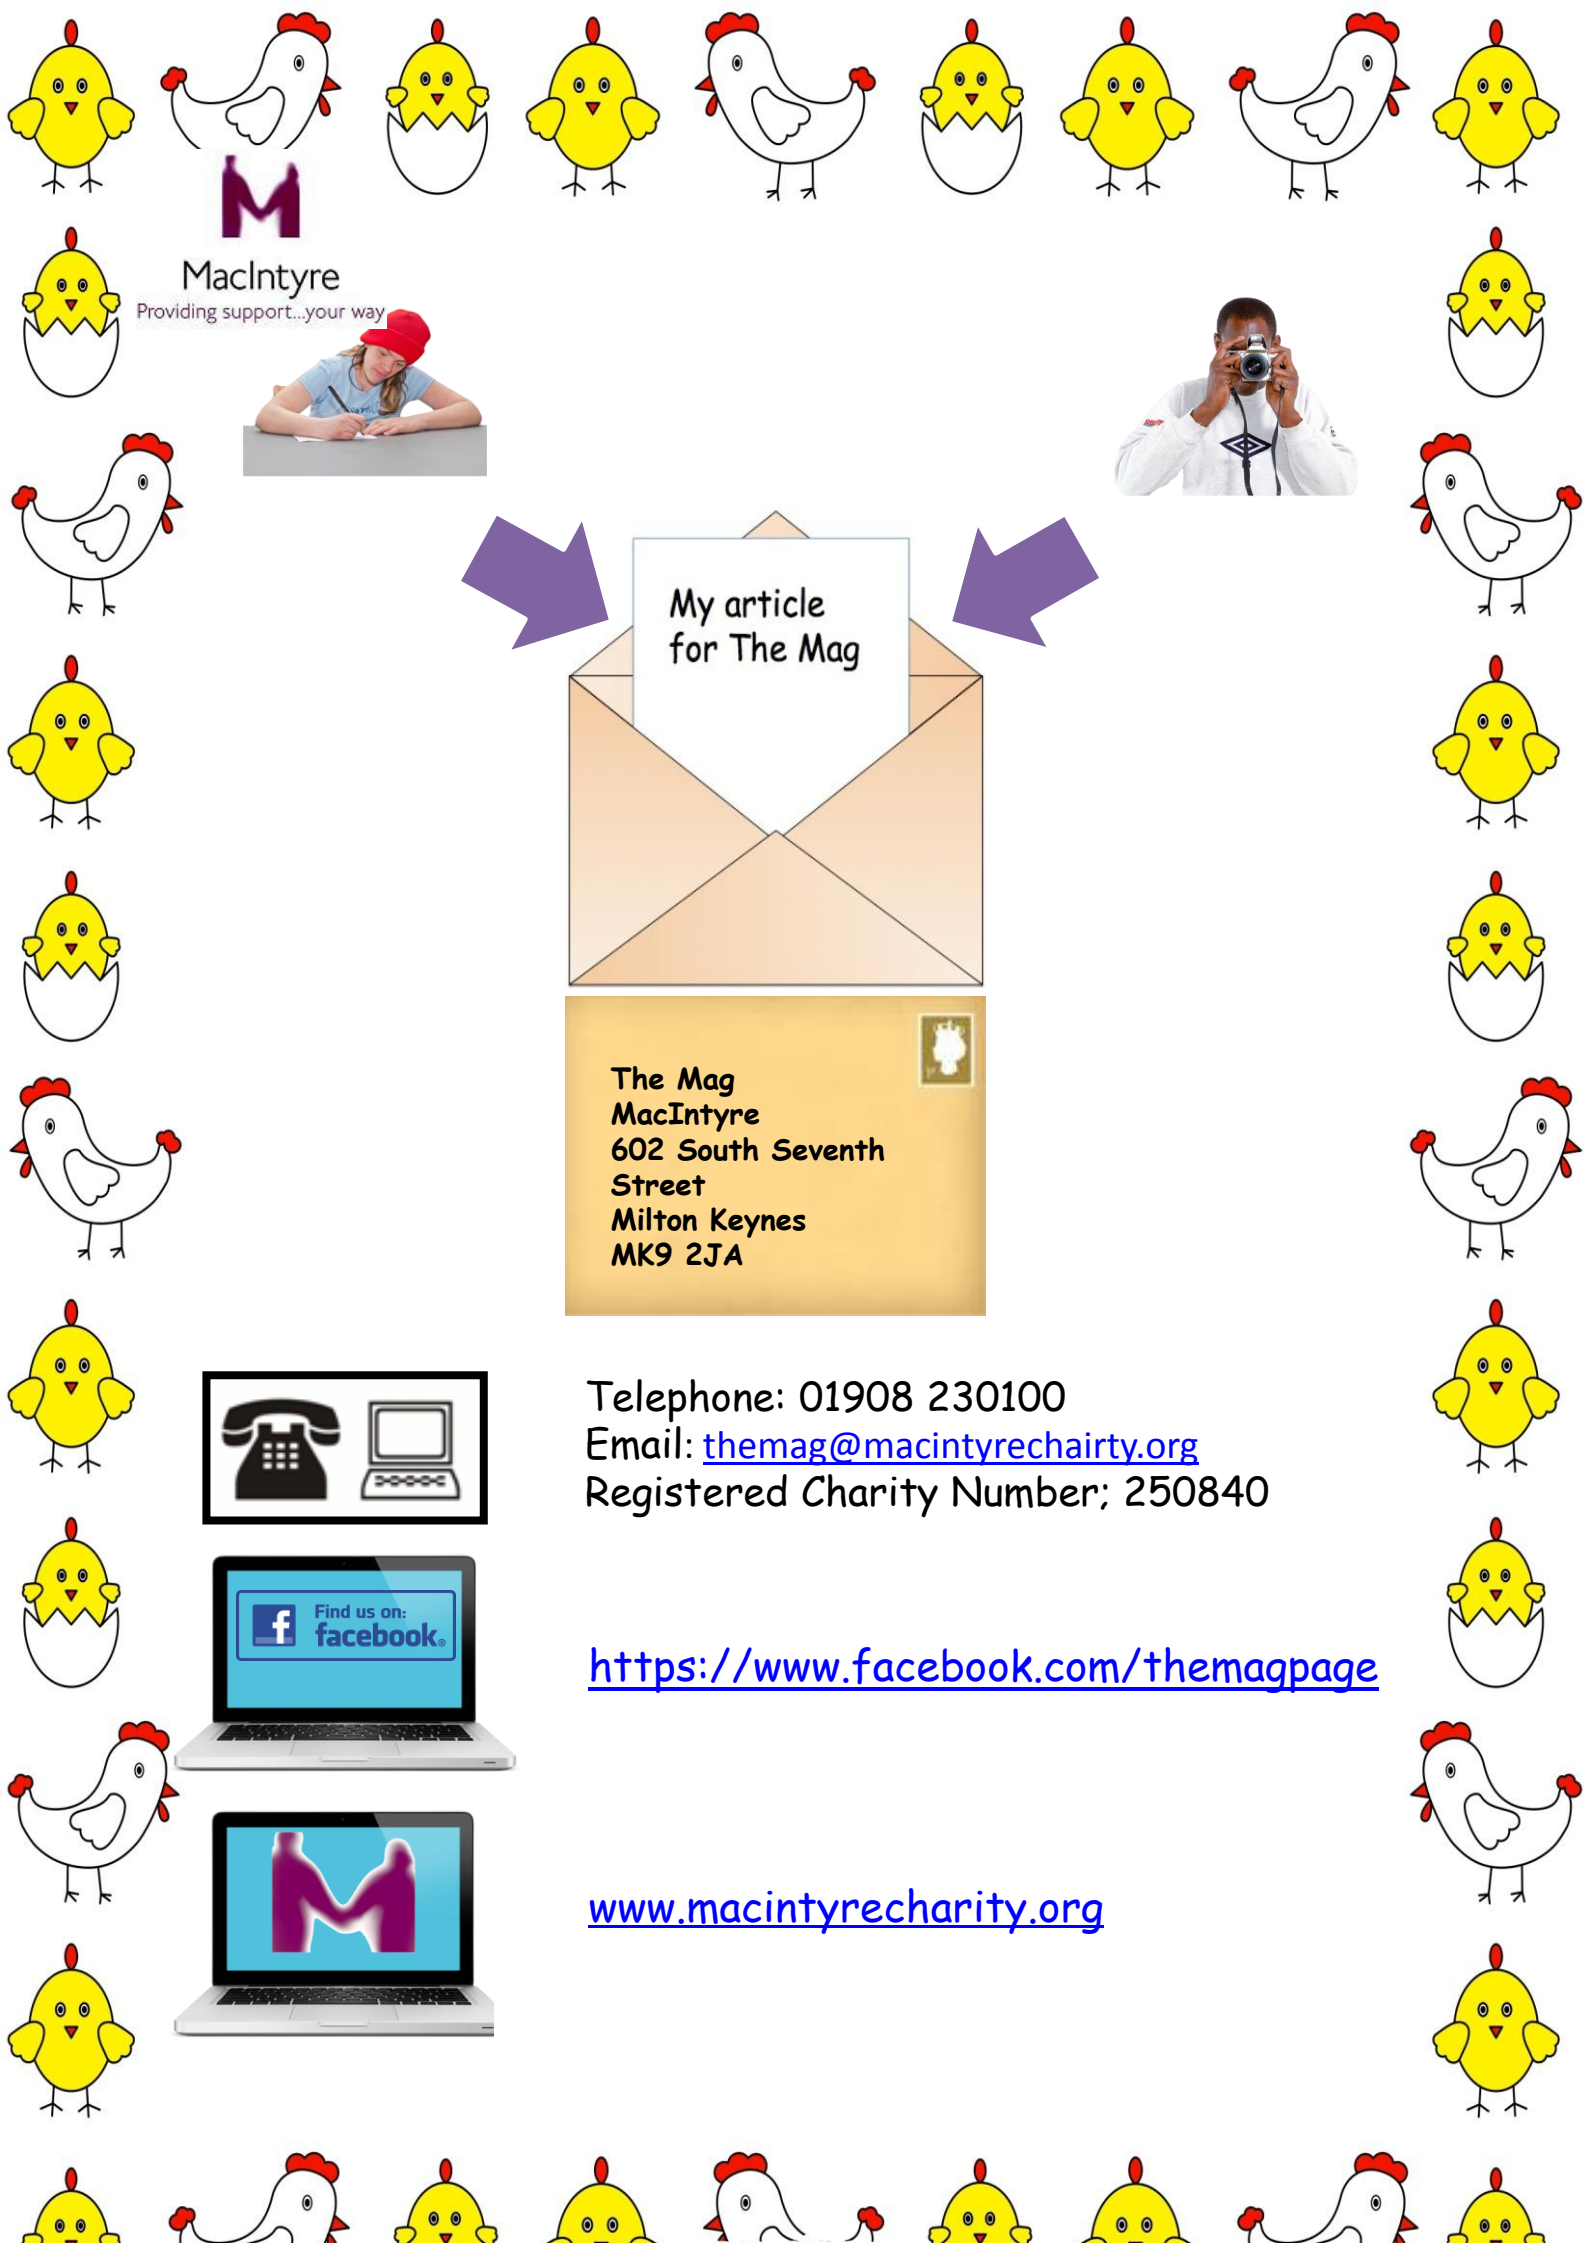 MacIntyre
Providing support...your way
My article
for The Mag
The Mag
MacIntyre
602 South Seventh
Street
Milton Keynes
MK9 2JA
Telephone: 01908 230100
Email: themag@macintyrechairty.org
Registered Charity Number; 250840
Find us on:
facebook®
https://www.facebook.com/themagpage
www.macintyrecharity.org